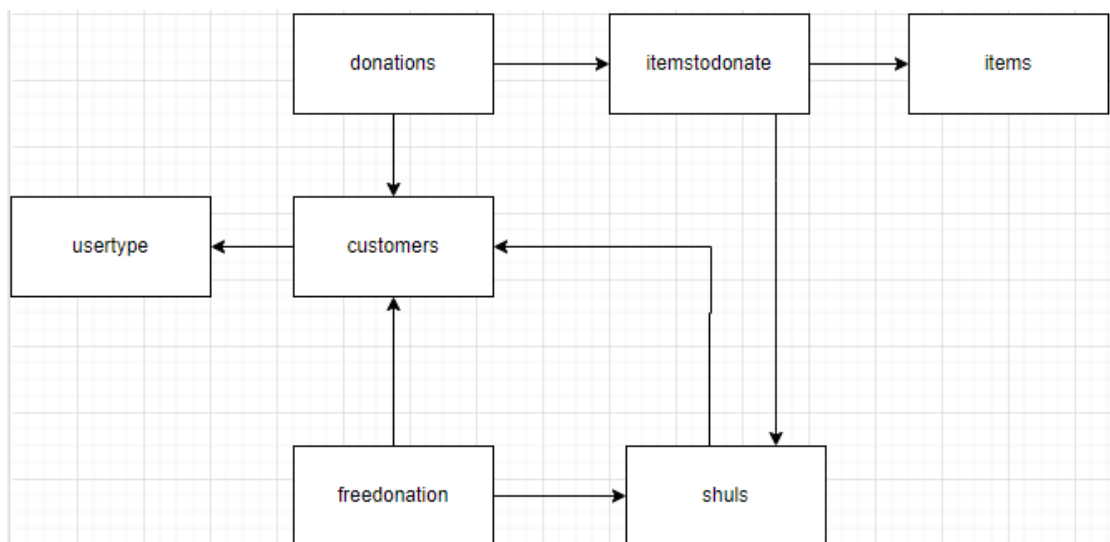 donations
itemstodonate
items
usertype
customers
freedonation
shuls